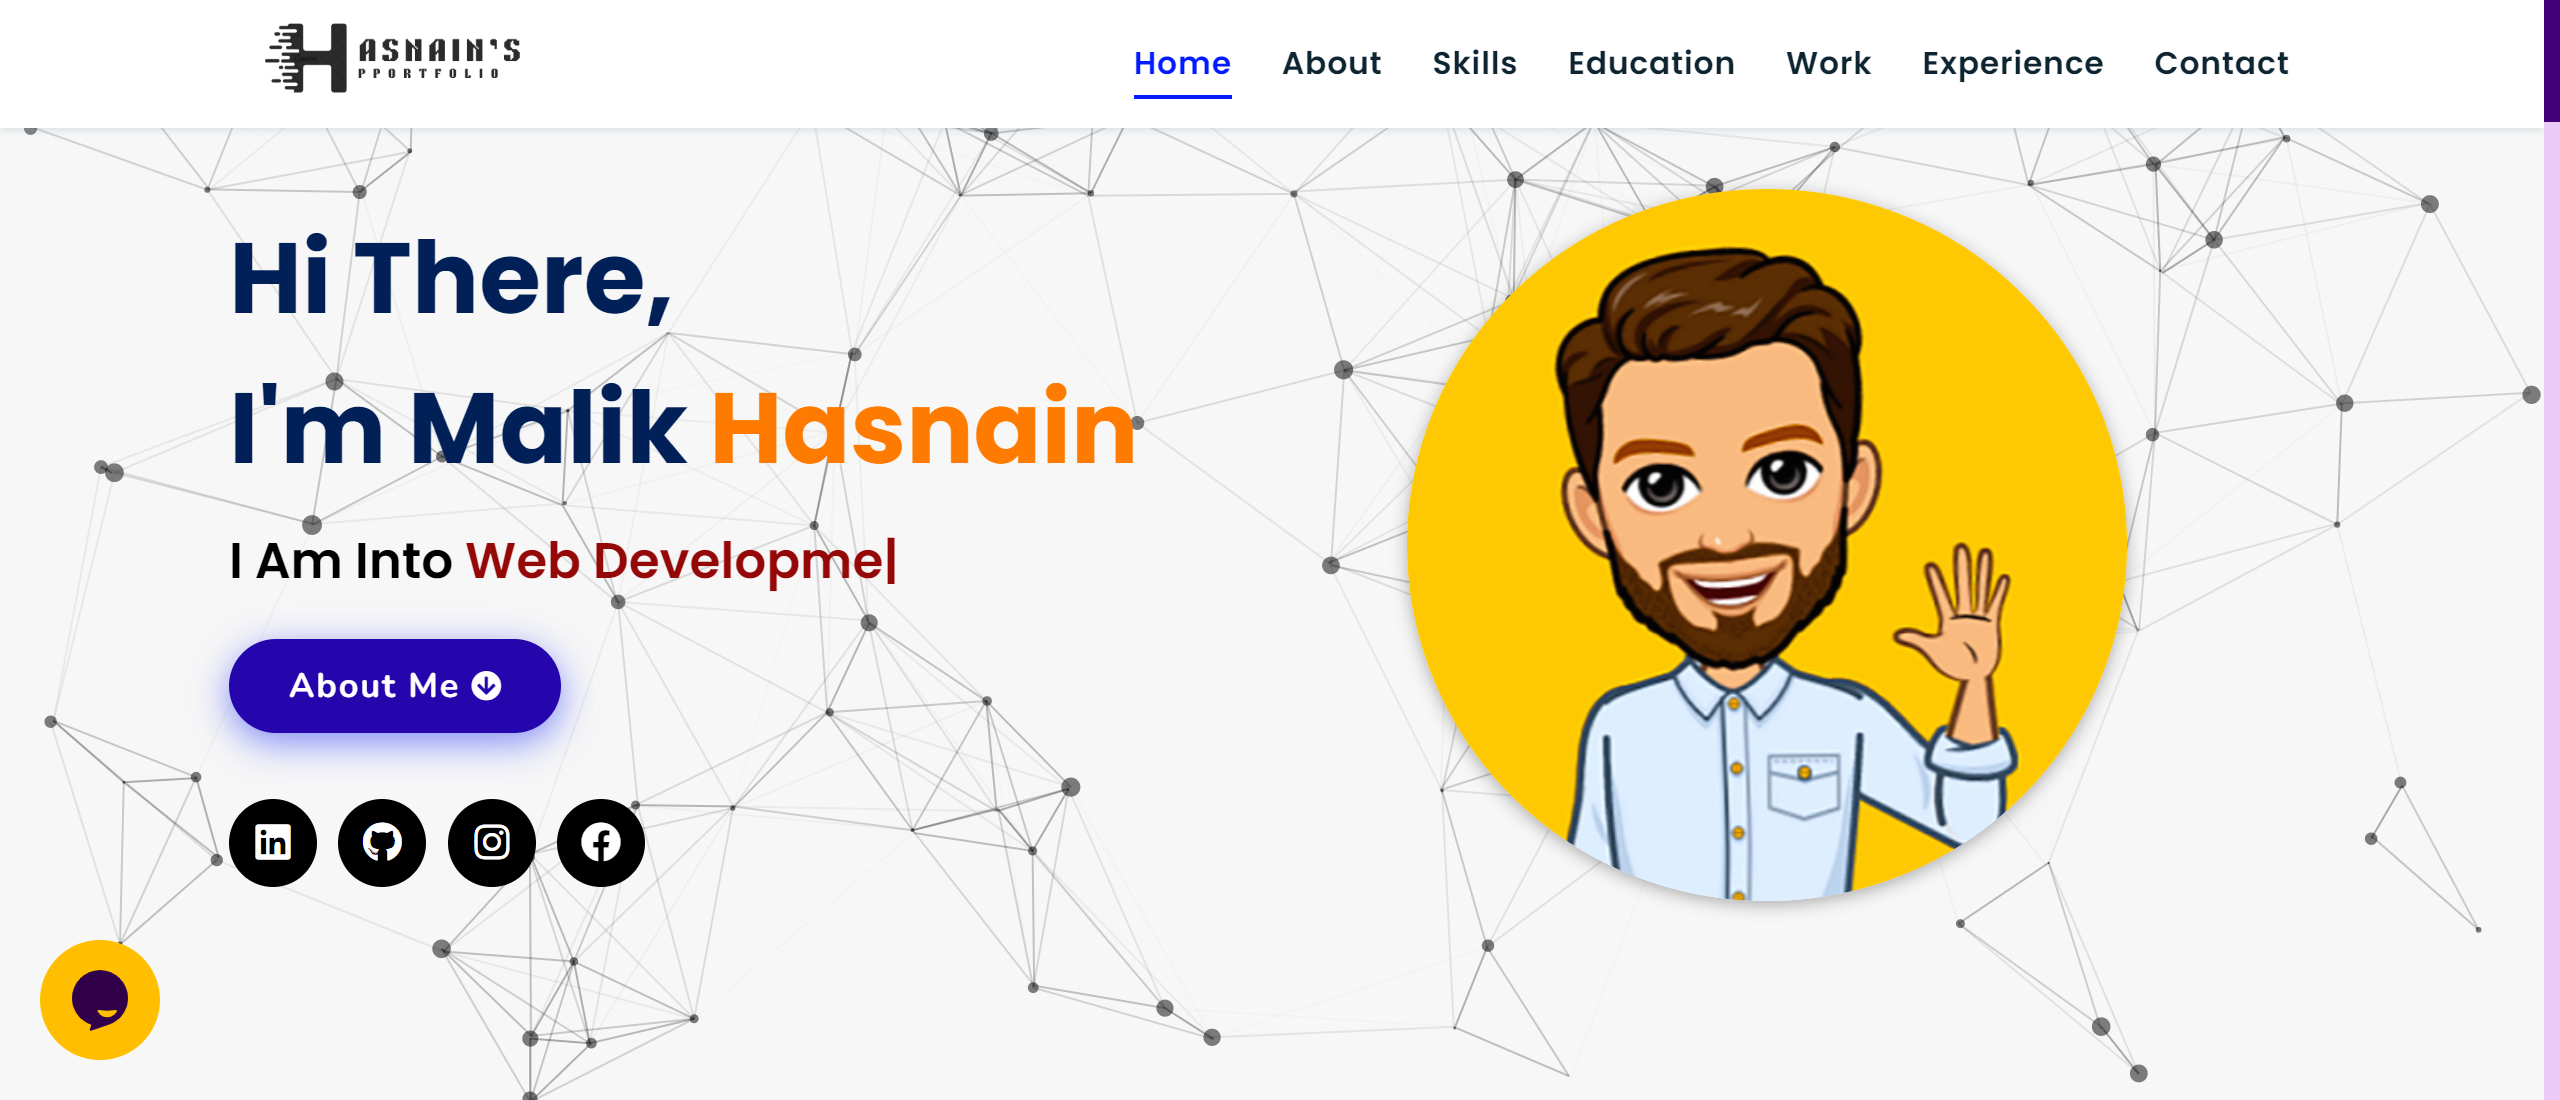 HASNAIN'S
PPORTFOLIO
Home About Skills Education Work Experience Contact
Hi There,
I'm Malik Hasnain
I Am Into Web Developme|
About Me
in